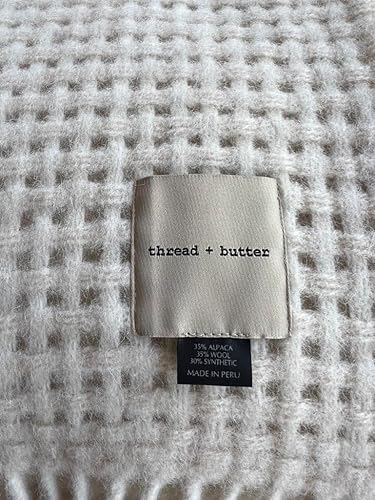 thread + butter
35% ALPACA
35% WOOL
30% SYNTHETIC
MADE IN PERU